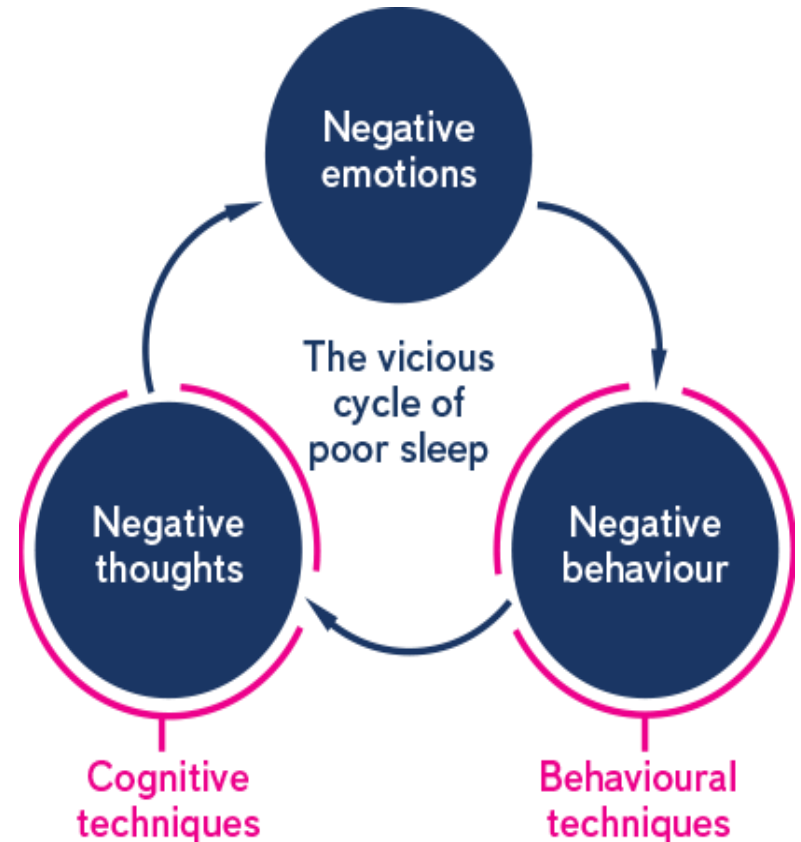 Negative
emotions
The vicious
cycle of
poor sleep
Negative
thoughts
Negative
behaviour
Cognitive
techniques
Behavioural
techniques